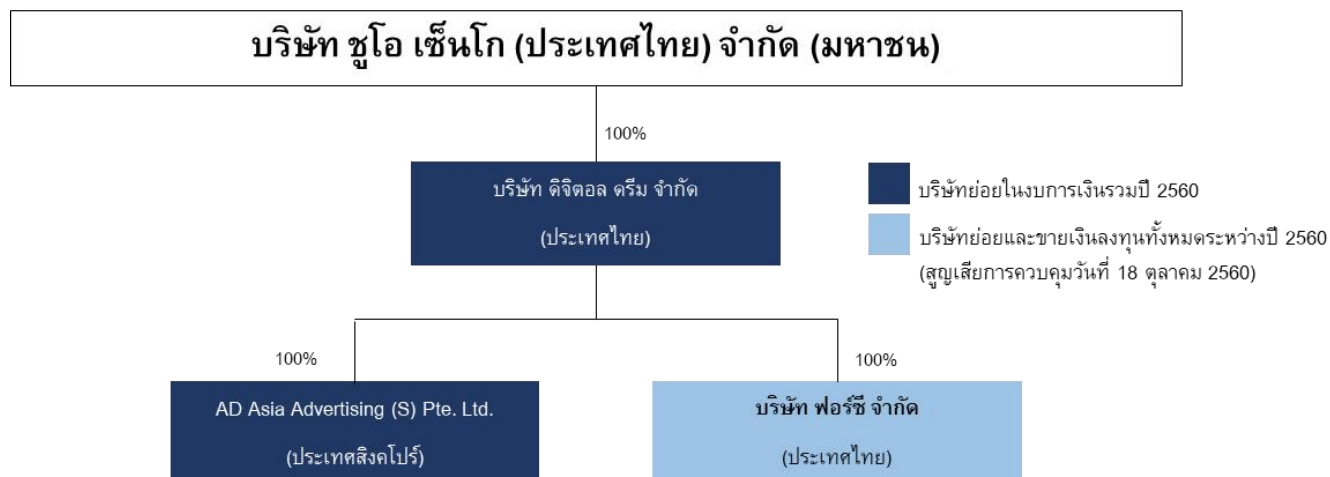 บริษัท ชูโอ เซ็นโก (ประเทศไทย) จำกัด (มหาชน)
100%
บริษัท ดิจิตอล ดรีม จำกัด
(ประเทศไทย)
บริษัทย่อยในงบการเงินรวมปี 2560
บริษัทย่อยและขายเงินลงทุนทั้งหมดระหว่างปี 2560
(สูญเสียการควบคุมวันที่ 18 ตุลาคม 2560)
100%
100%
AD Asia Advertising (S) Pte. Ltd.
(ประเทศสิงคโปร์)
บริษัท ฟอร์ซี จำกัด
(ประเทศไทย)